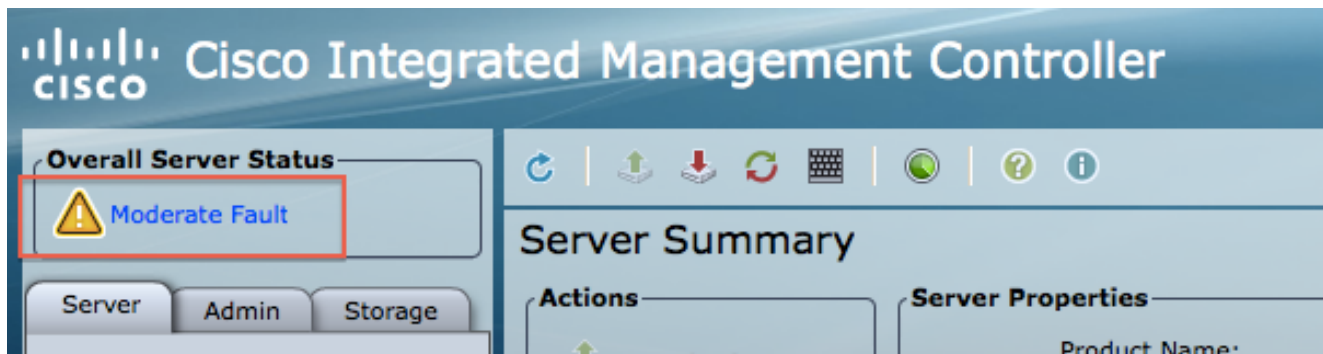 CISCO
Cisco Integrated Management Controller
Overall Server Status
Moderate Fault
Server Admin Storage
Server Summary
Actions
Server Properties
Product Name: